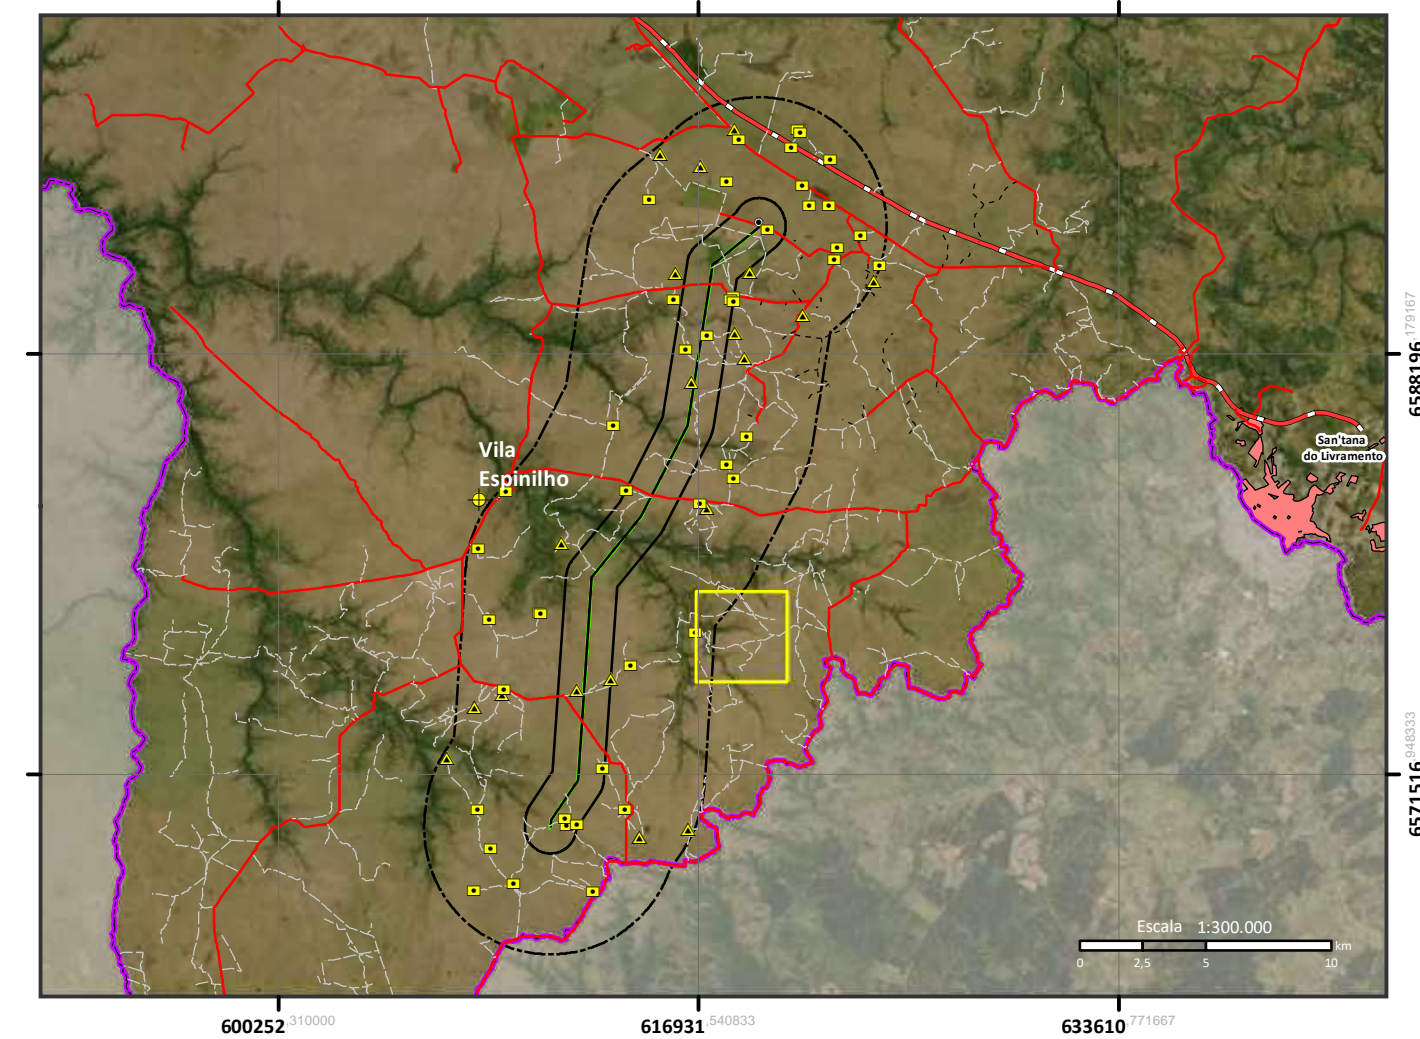 6588196,179167
Vila
Espinilho
San'tana
do Livramento
6571516,948333
Escala 1:300.000
km
0 2,5 5 10
600252,310000 616931,540833 633610,771667